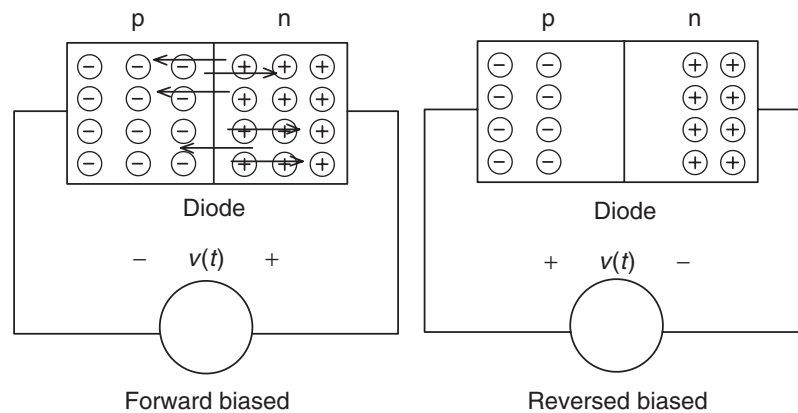 p n
Diode
− v(t) +
Forward biased
p n
Diode
+ v(t) −
Reversed biased